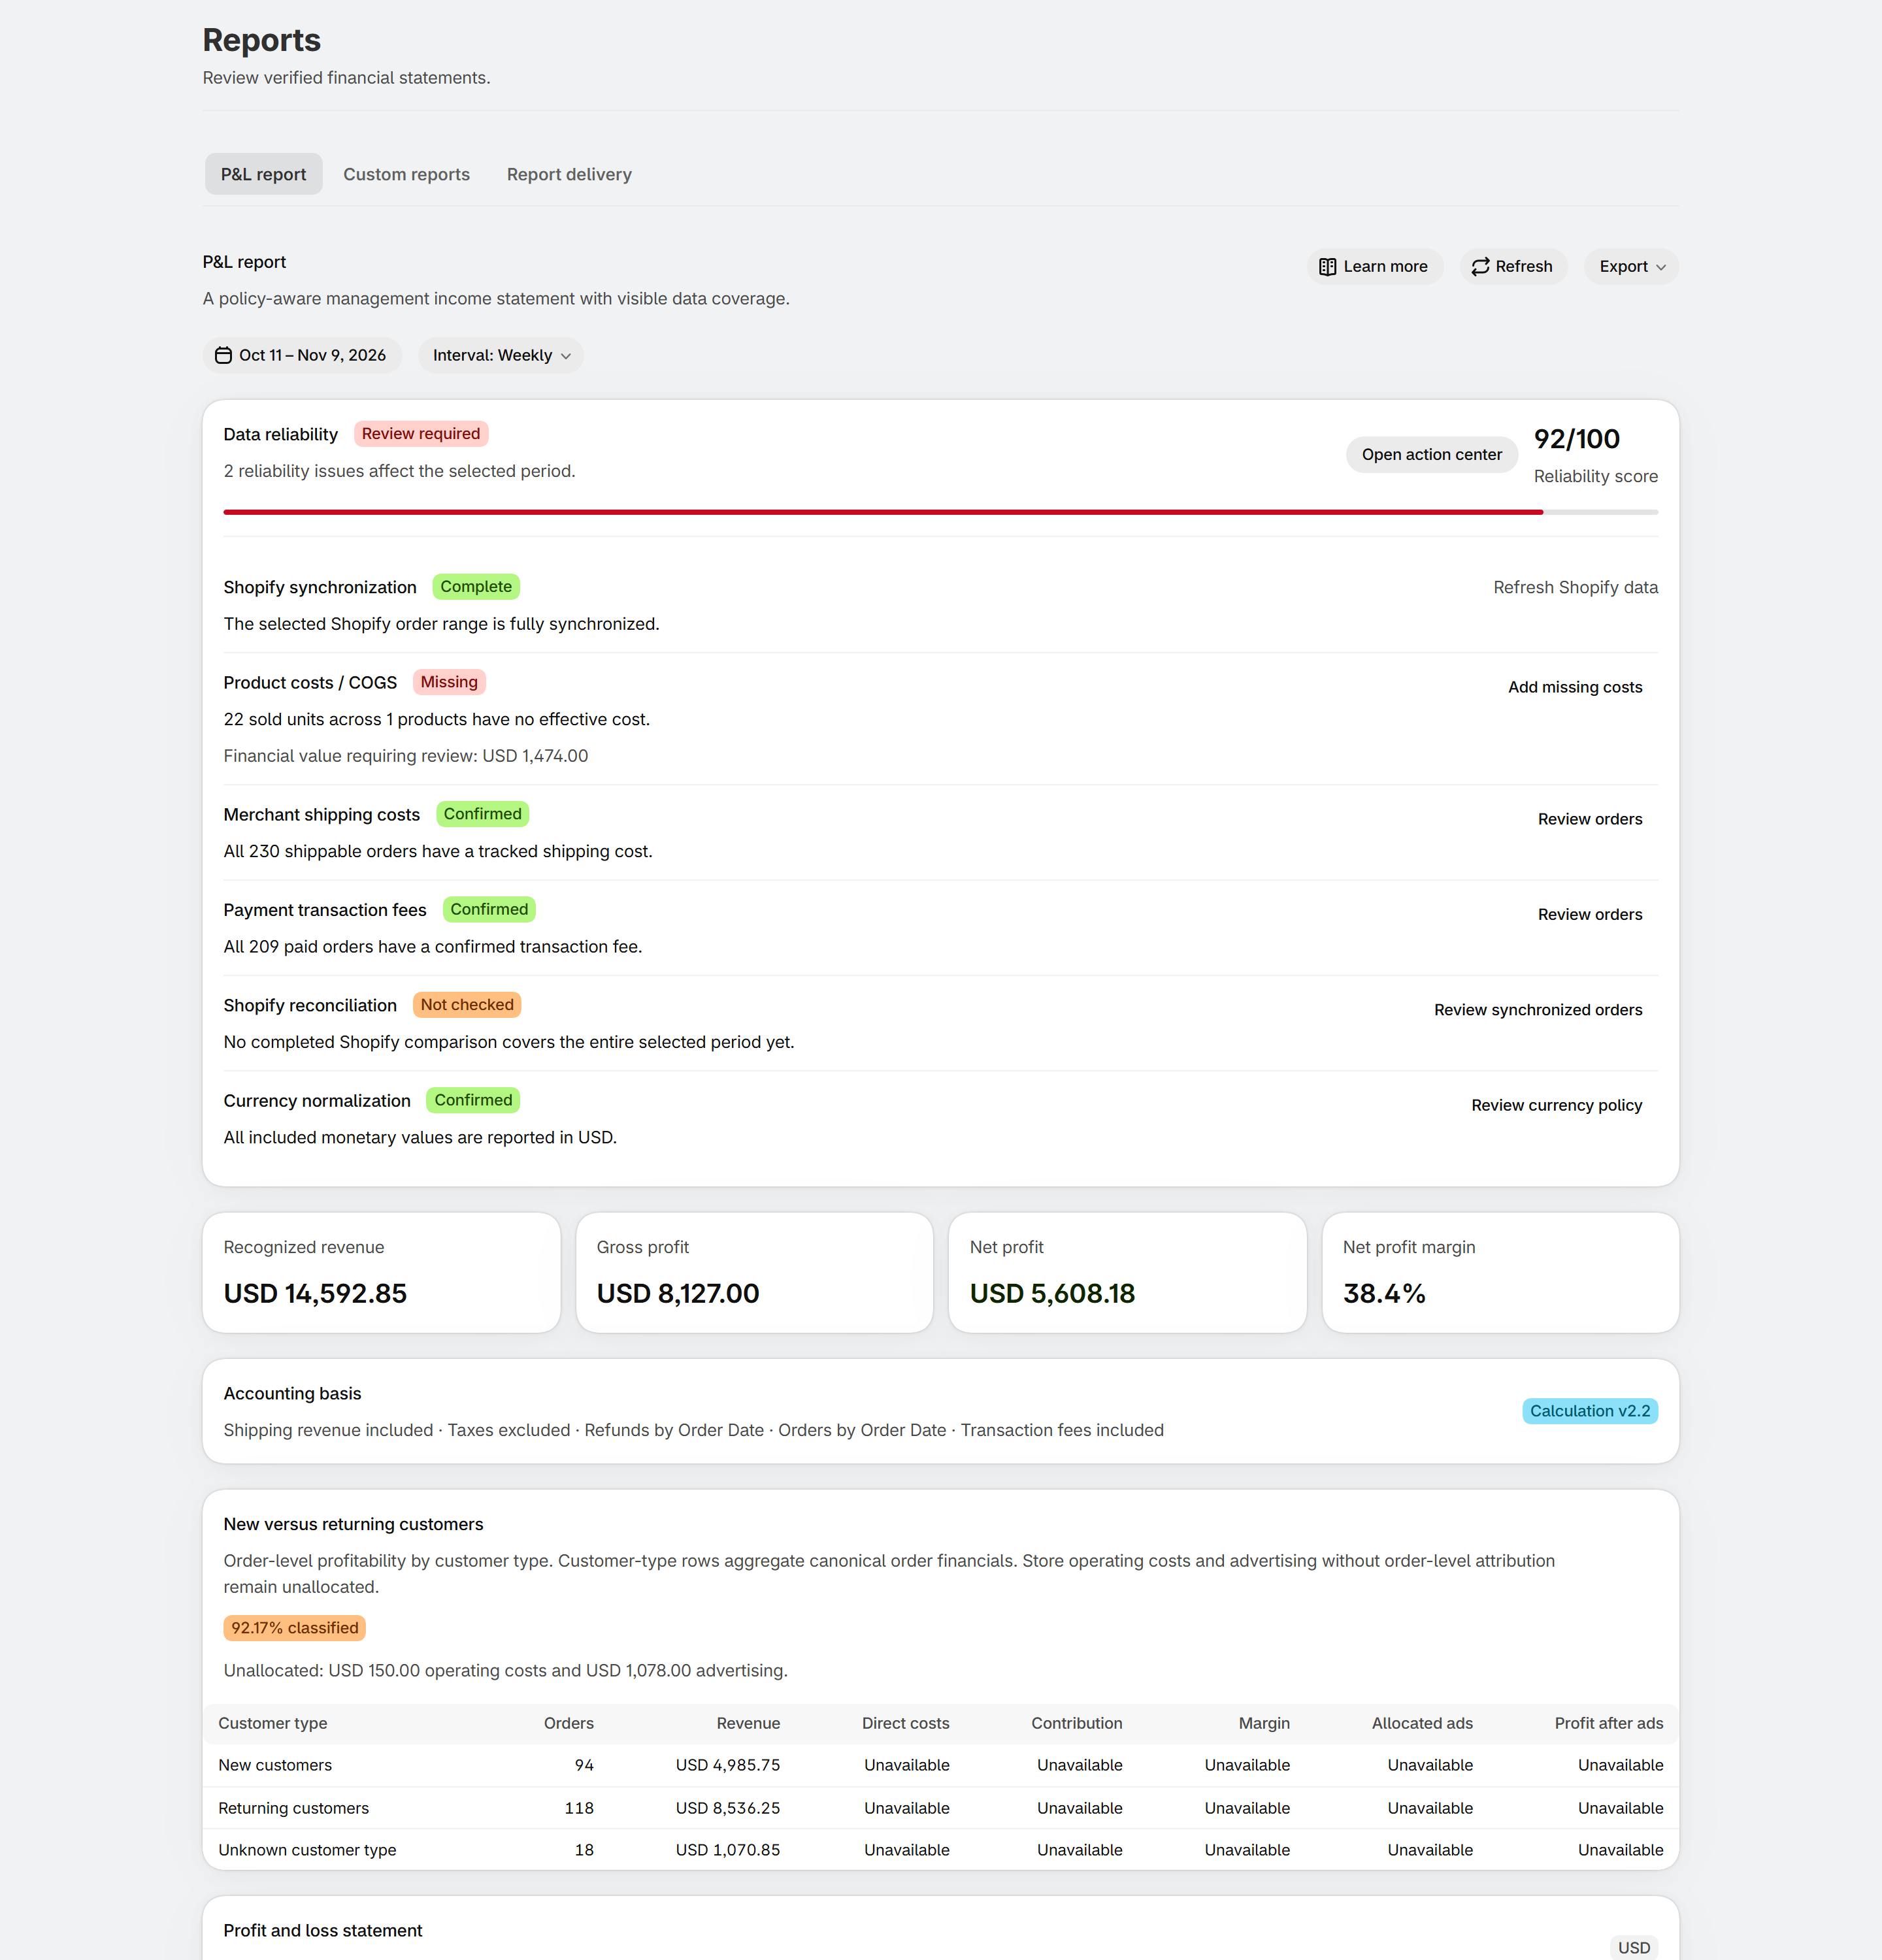 Reports
Review verified financial statements.
P&L report
Custom reports
Report delivery
P&L report
A policy-aware management income statement with visible data coverage.
Learn more
Refresh
Export
Oct 11 – Nov 9, 2026
Interval: Weekly
Data reliability
Review required
2 reliability issues affect the selected period.
Open action center
92/100
Reliability score
Shopify synchronization
Complete
Refresh Shopify data
The selected Shopify order range is fully synchronized.
Product costs / COGS
Missing
Add missing costs
22 sold units across 1 products have no effective cost.
Financial value requiring review: USD 1,474.00
Merchant shipping costs
Confirmed
Review orders
All 230 shippable orders have a tracked shipping cost.
Payment transaction fees
Confirmed
Review orders
All 209 paid orders have a confirmed transaction fee.
Shopify reconciliation
Not checked
Review synchronized orders
No completed Shopify comparison covers the entire selected period yet.
Currency normalization
Confirmed
Review currency policy
All included monetary values are reported in USD.
Recognized revenue
USD 14,592.85
Gross profit
USD 8,127.00
Net profit
USD 5,608.18
Net profit margin
38.4%
Accounting basis
Shipping revenue included · Taxes excluded · Refunds by Order Date · Orders by Order Date · Transaction fees included
Calculation v2.2
New versus returning customers
Order-level profitability by customer type. Customer-type rows aggregate canonical order financials. Store operating costs and advertising without order-level attribution
remain unallocated.
92.17% classified
Unallocated: USD 150.00 operating costs and USD 1,078.00 advertising.
Customer type Orders Revenue Direct costs Contribution Margin Allocated ads Profit after ads
New customers 94 USD 4,985.75 Unavailable Unavailable Unavailable Unavailable Unavailable
Returning customers 118 USD 8,536.25 Unavailable Unavailable Unavailable Unavailable Unavailable
Unknown customer type 18 USD 1,070.85 Unavailable Unavailable Unavailable Unavailable Unavailable
Profit and loss statement
USD